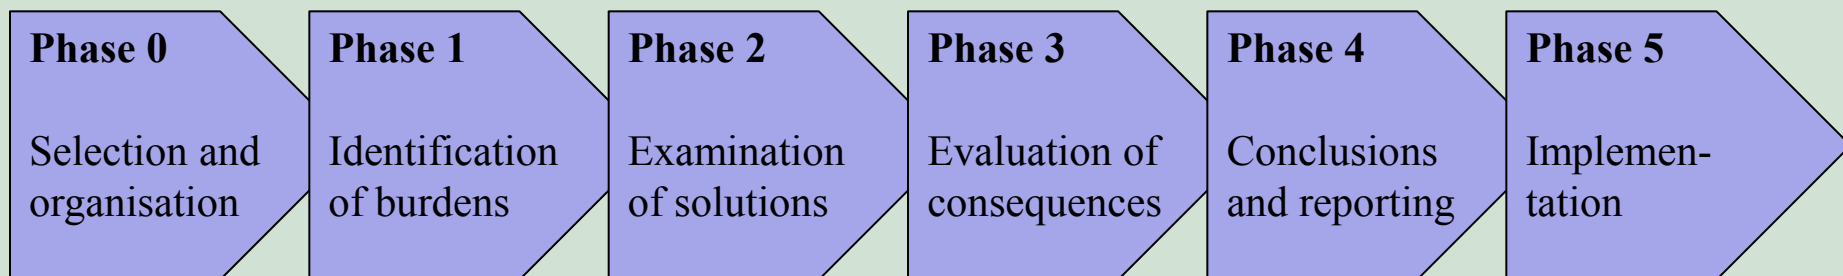 Phase 0
Selection and
organisation
Phase 1
Identification
of burdens
Phase 2
Examination
of solutions
Phase 3
Evaluation of
consequences
Phase 4
Conclusions
and reporting
Phase 5
Implemen-
tation